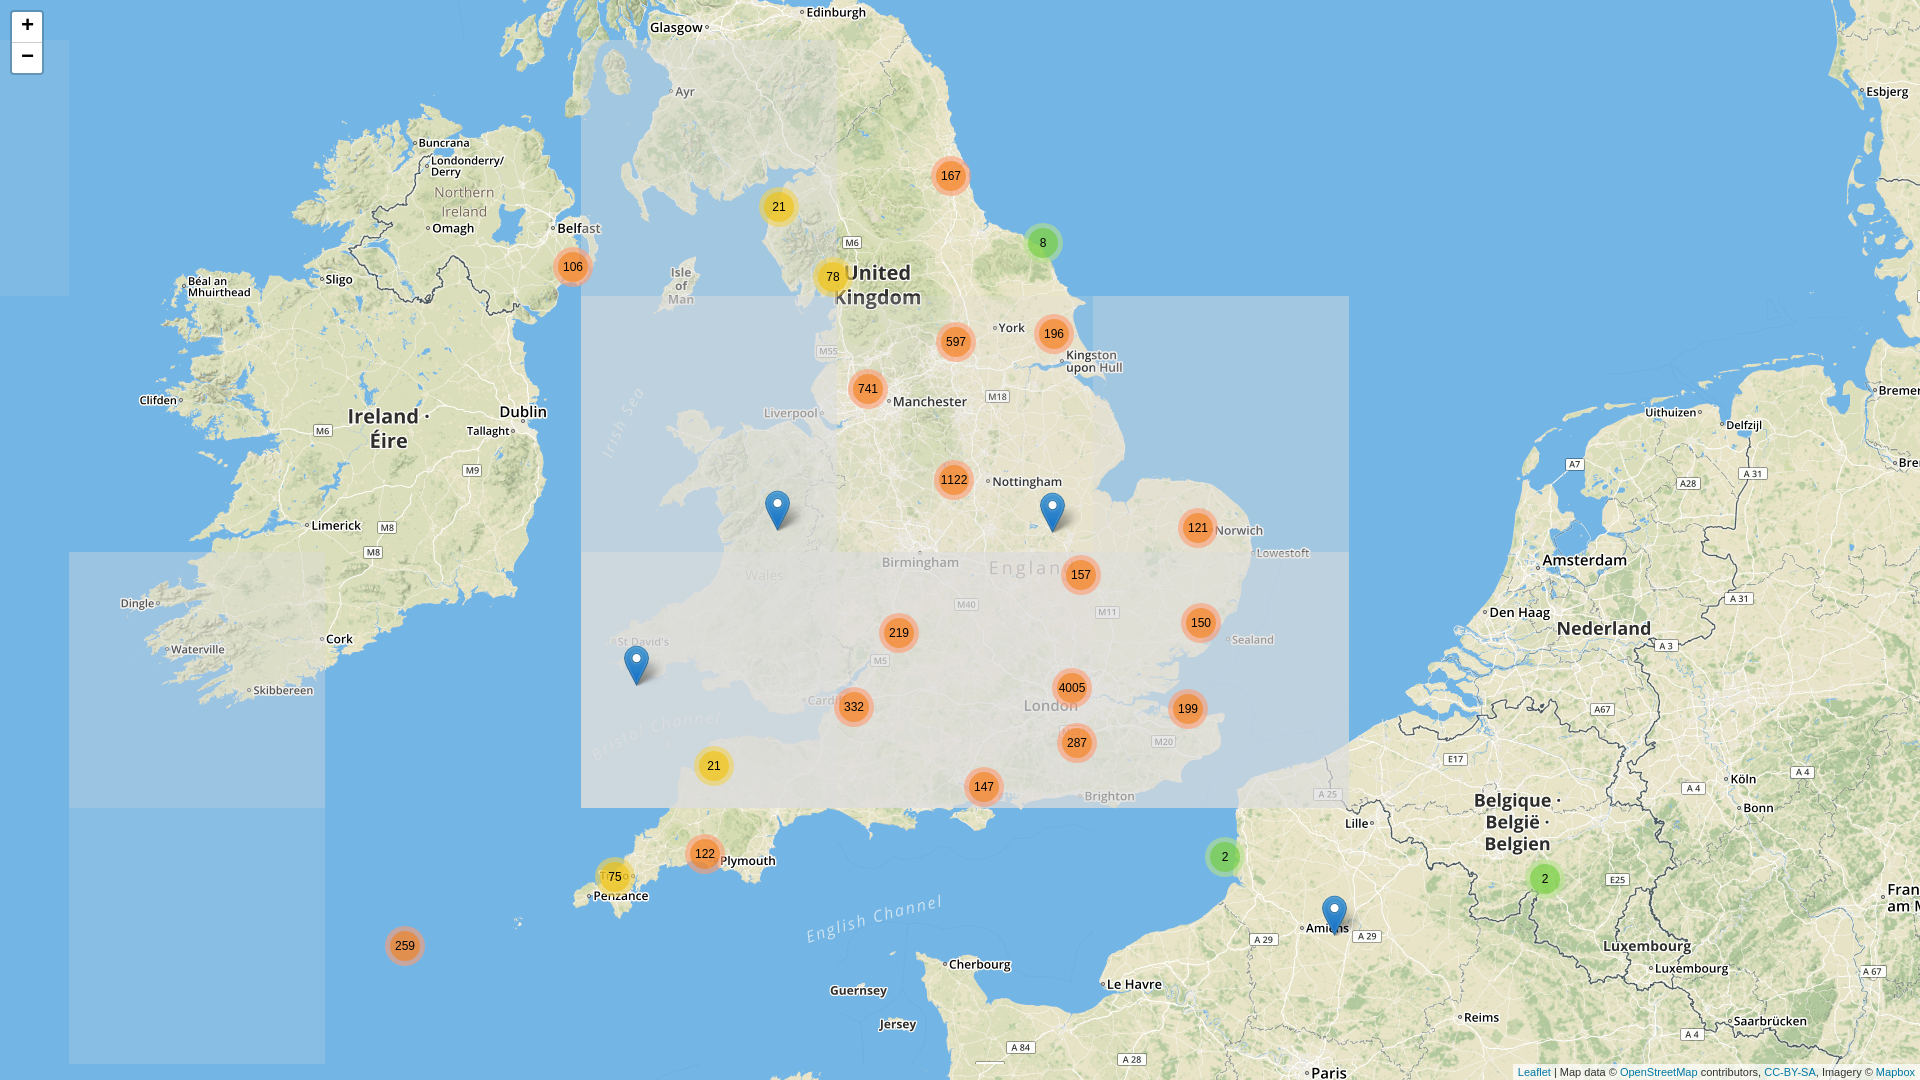 +
−
Glasgow
Edinburgh
Ayr
Esbjerg
Buncrana
Londonderry/
Derry
Northern
Ireland
Omagh
Belfast
106
Sligo
Béal an
Mhuirthead
Isle
of
Man
21
167
8
M6
78
United
Kingdom
York
196
Kingston
upon Hull
597
M55
741
Manchester
M18
Liverpool
Irish Sea
Clifden
Ireland ·
Éire
Dublin
Tallaght
M6
M9
Limerick
M8
M8
1122
Nottingham
121
Norwich
Lowestoft
Birmingham
Englan
157
Wales
M40
M11
150
Sealand
219
St David's
M5
Dingle
Cork
Waterville
Skibbereen
332
4005
London
199
287
M20
Bristol Channel
21
147
Brighton
122
Plymouth
75
Penzance
259
English Channel
Guernsey
Jersey
Cherbourg
Le Havre
2
Amiens
A 29
A 29
A 84
A 28
Paris
Reims
Lille
A 25
E17
Belgique ·
België ·
Belgien
2
E25
Luxembourg
Luxembourg
A 4
A 4
A 4
Köln
Bonn
Saarbrücken
A 67
Fran
am M
Uithuizen
Delfzijl
Bremer
Bre
A7
A 31
A28
Amsterdam
Den Haag
Nederland
A 31
A 3
A67
Leaflet | Map data © OpenStreetMap contributors, CC-BY-SA, Imagery © Mapbox